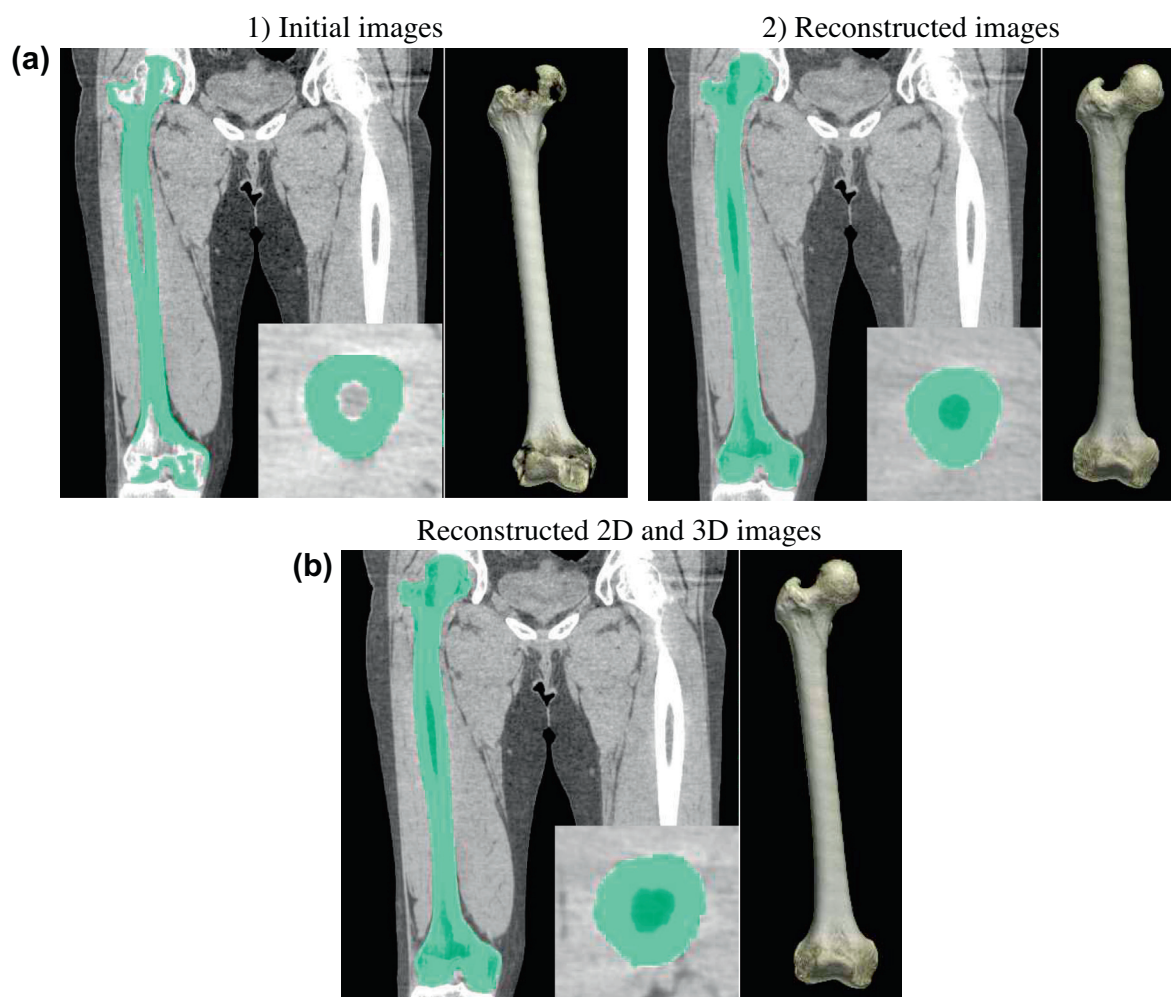 1) Initial images
2) Reconstructed images
(a)
Reconstructed 2D and 3D images
(b)